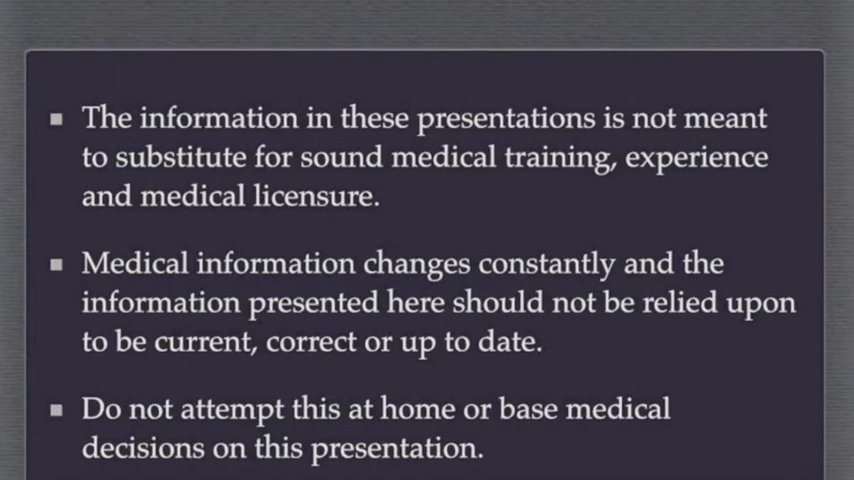 ▪ The information in these presentations is not meant
to substitute for sound medical training, experience
and medical licensure.
▪ Medical information changes constantly and the
information presented here should not be relied upon
to be current, correct or up to date.
▪ Do not attempt this at home or base medical
decisions on this presentation.